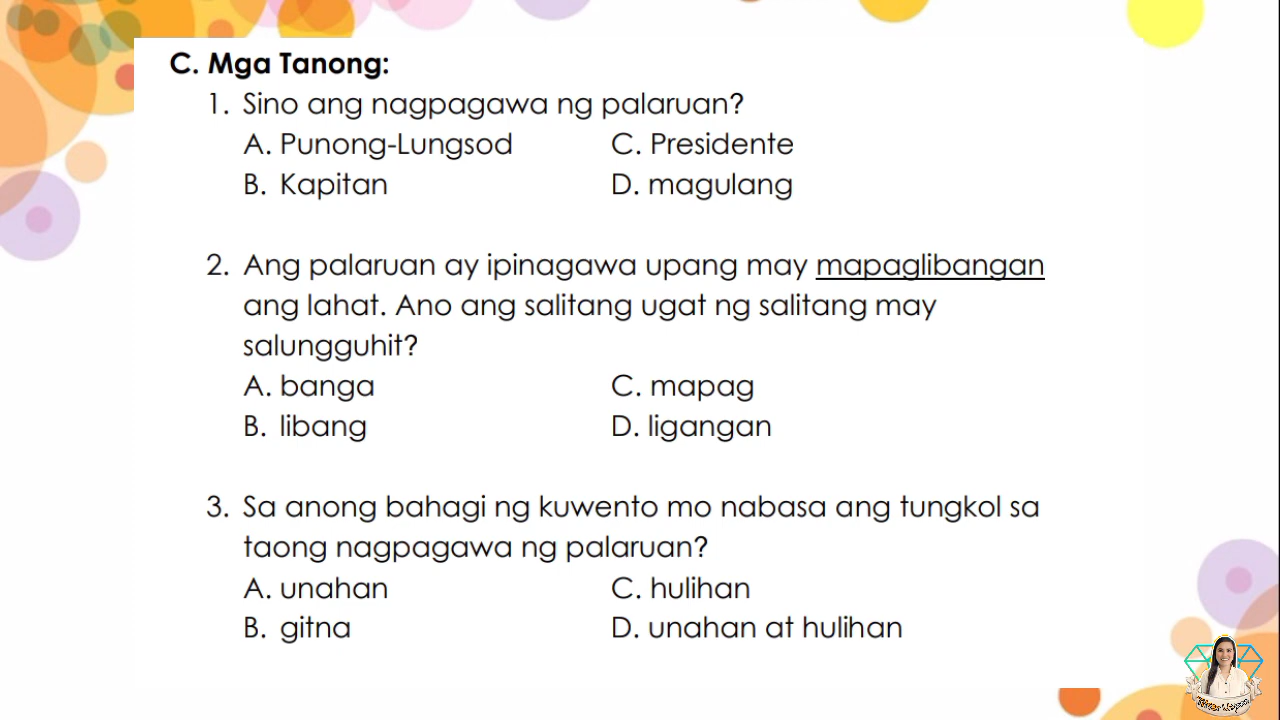 C. Mga Tanong:
1. Sino ang nagpagawa ng palaruan?
A. Punong-Lungsod C. Presidente
B. Kapitan D. magulang
2. Ang palaruan ay ipinagawa upang may mapaglibangan
ang lahat. Ano ang salitang ugat ng salitang may
salungguhit?
A. banga C. mapag
B. libang D. ligangan
3. Sa anong bahagi ng kuwento mo nabasa ang tungkol sa
taong nagpagawa ng palaruan?
A. unahan C. hulihan
B. gitna D. unahan at hulihan